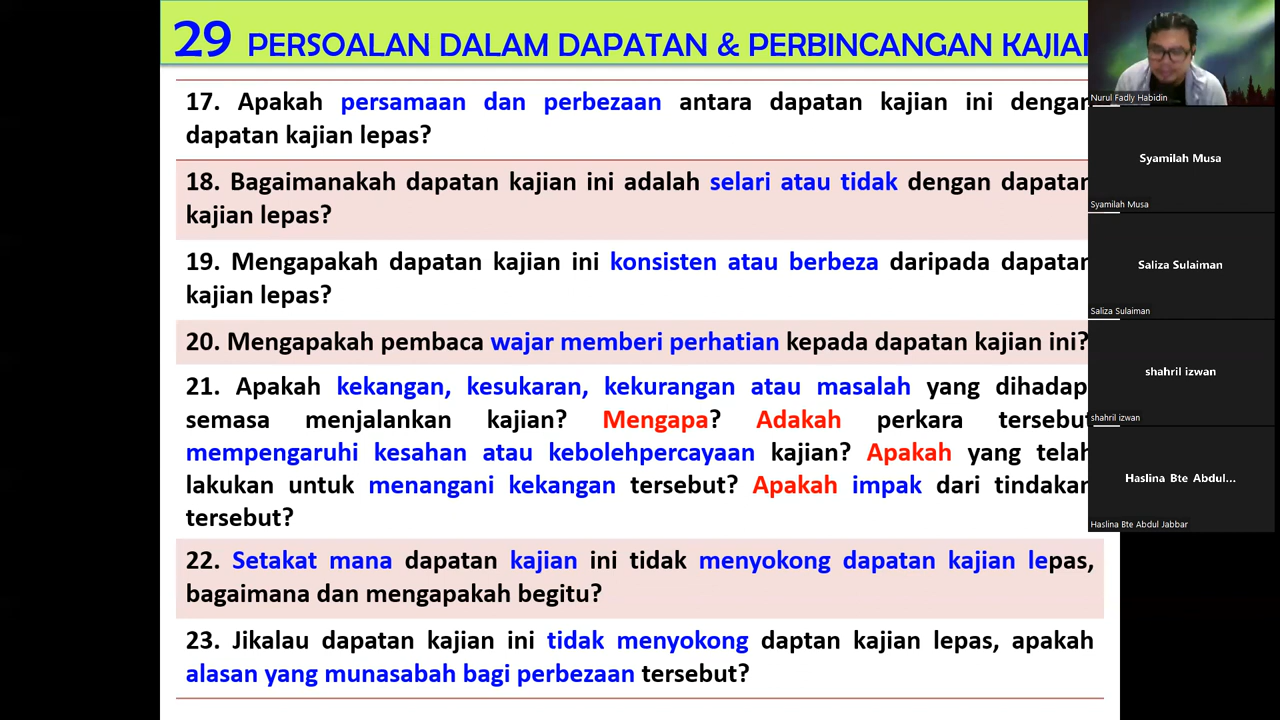 29 PERSOALAN DALAM DAPATAN & PERBINCANGAN KAJIAN
17. Apakah persamaan dan perbezaan antara dapatan kajian ini dengan
dapatan kajian lepas?
18. Bagaimanakah dapatan kajian ini adalah selari atau tidak dengan dapatan
kajian lepas?
19. Mengapakah dapatan kajian ini konsisten atau berbeza daripada dapatan
kajian lepas?
20. Mengapakah pembaca wajar memberi perhatian kepada dapatan kajian ini?
21. Apakah kekangan, kesukaran, kekurangan atau masalah yang dihadap
semasa menjalankan kajian? Mengapa? Adakah perkara tersebut
mempengaruhi kesahan atau kebolehpercayaan kajian? Apakah yang telah
lakukan untuk menangani kekangan tersebut? Apakah impak dari tindakan
tersebut?
22. Setakat mana dapatan kajian ini tidak menyokong dapatan kajian lepas,
bagaimana dan mengapakah begitu?
23. Jikalau dapatan kajian ini tidak menyokong daptan kajian lepas, apakah
alasan yang munasabah bagi perbezaan tersebut?
Nurul Fadly Habidin
Syamilah Musa
Syamilah Musa
Saliza Sulaiman
Saliza Sulaiman
shahril izwan
shahril izwan
Haslina Bte Abdul...
Haslina Bte Abdul Jabbar